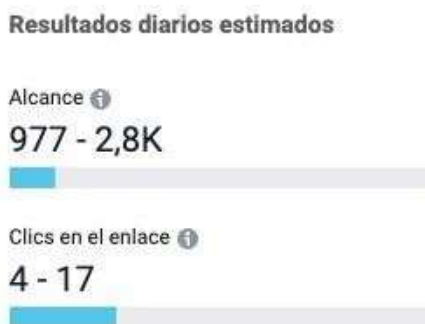 Resultados diarios estimados
Alcance
977 - 2,8K
Clics en el enlace
4 - 17